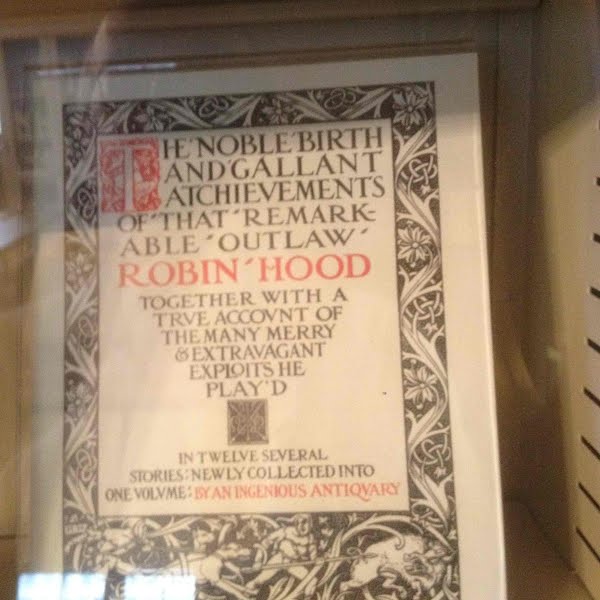 THE NOBLE BIRTH
AND GALLANT
ATCHIEVEMENTS
OF THAT REMARK-
ABLE OUTLAW
ROBIN HOOD
TOGETHER WITH A
TRVE ACCOVNT OF
THE MANY MERRY
& EXTRAVAGANT
EXPLOITS HE
PLAY'D
IN TWELVE SEVERAL
STORIES: NEWLY COLLECTED INTO
ONE VOLVME: BY AN INGENIOUS ANTIQVARY